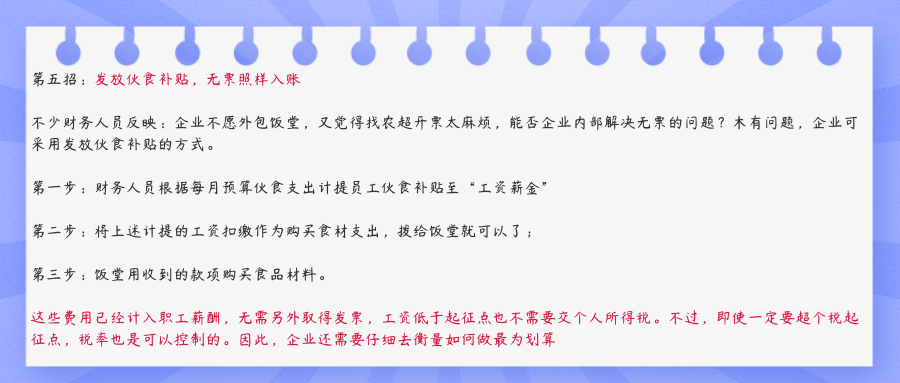 第五招：发放伙食补贴，无票照样入账
不少财务人员反映：企业不愿外包饭堂，又觉得找农超开票太麻烦，能否企业内部解决无票的问题？木有问题，企业可
采用发放伙食补贴的方式。
第一步：财务人员根据每月预算伙食支出计提员工伙食补贴至“工资薪金”
第二步：将上述计提的工资扣缴作为购买食材支出，拨给饭堂就可以了；
第三步：饭堂用收到的款项购买食品材料。
这些费用已经计入职工薪酬，无需另外取得发票，工资低于起征点也不需要交个人所得税。不过，即使一定要超个税起
征点，税率也是可以控制的。因此，企业还需要仔细去衡量如何做最为划算